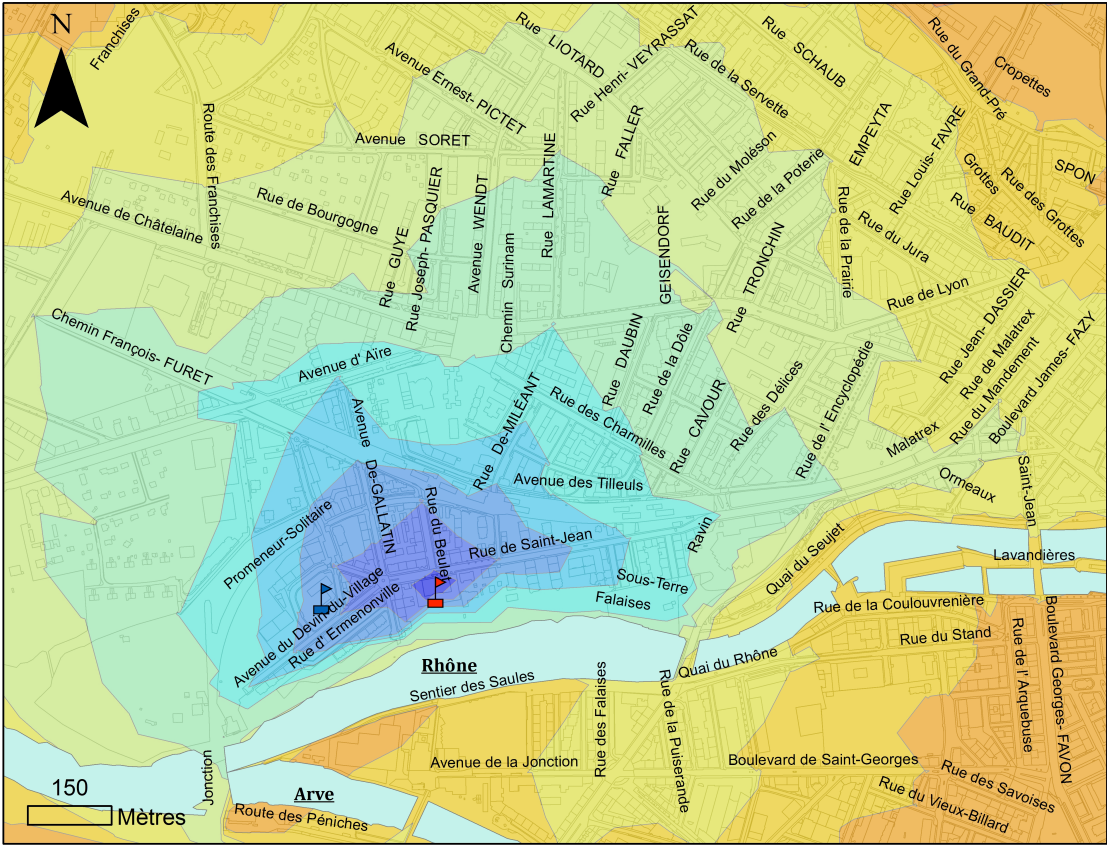 N
Franchises
Rue LIOTARD
Rue Henri- VEYRASSAT
Rue SCHAUB
Rue du Grand-Pré
Cropettes
Avenue Ernest- PICTET
Rue de la Servette
Route des Franchises
Avenue SORET
Rue LAMARTINE
Rue FALLER
EMPEYTA
Rue Louis- FAVRE
Grottes
SPON
Rue des Grottes
Rue BAUDIT
Avenue de Châtelaine
Rue de Bourgogne
Rue GUYE
Rue Joseph- PASQUIER
Avenue WENDT
Chemin Surinam
GEISENDORF
Rue du Moléson
Rue de la Poterie
Rue TRONCHIN
Rue de la Prairie
Rue du Jura
Rue de Lyon
Rue Jean- DASSIER
Rue de Malatrex
Rue du Mandement
Boulevard James- FAZY
Chemin François- FURET
Avenue d' Aïre
Rue DAUBIN
Rue de la Dôle
Rue CAVOUR
Rue des Délices
Rue de l' Encyclopédie
Malatrex
Avenue De-GALLATIN
Rue De-MILÉANT
Rue des Charmilles
Avenue des Tilleuls
Ormeaux
Saint-Jean
Promeneur-Solitaire
Rue du Beulet
Rue de Saint-Jean
Ravin
Quai du Seujet
Lavandières
Avenue du Devin-du-Village
Rue d' Ermenonville
Sous-Terre
Falaises
Rue de la Coulouvrenière
Rue du Stand
Rhône
Sentier des Saules
Quai du Rhône
Rue des Falaises
Rue de la Puiserande
Rue de l' Arquebuse
Boulevard Georges- FAVON
Jonction
Avenue de la Jonction
Boulevard de Saint-Georges
Rue des Savoises
Rue du Vieux-Billard
Arve
Route des Péniches
150
Mètres